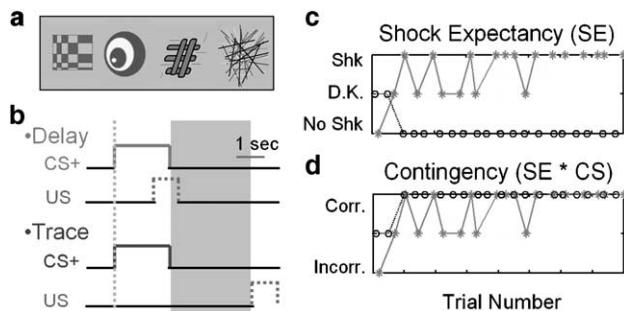 a
b
•Delay
CS+
1 sec
US
•Trace
CS+
US
c
Shock Expectancy (SE)
Shk
D.K.
No Shk
d
Contingency (SE * CS)
Corr.
Incorr.
Trial Number